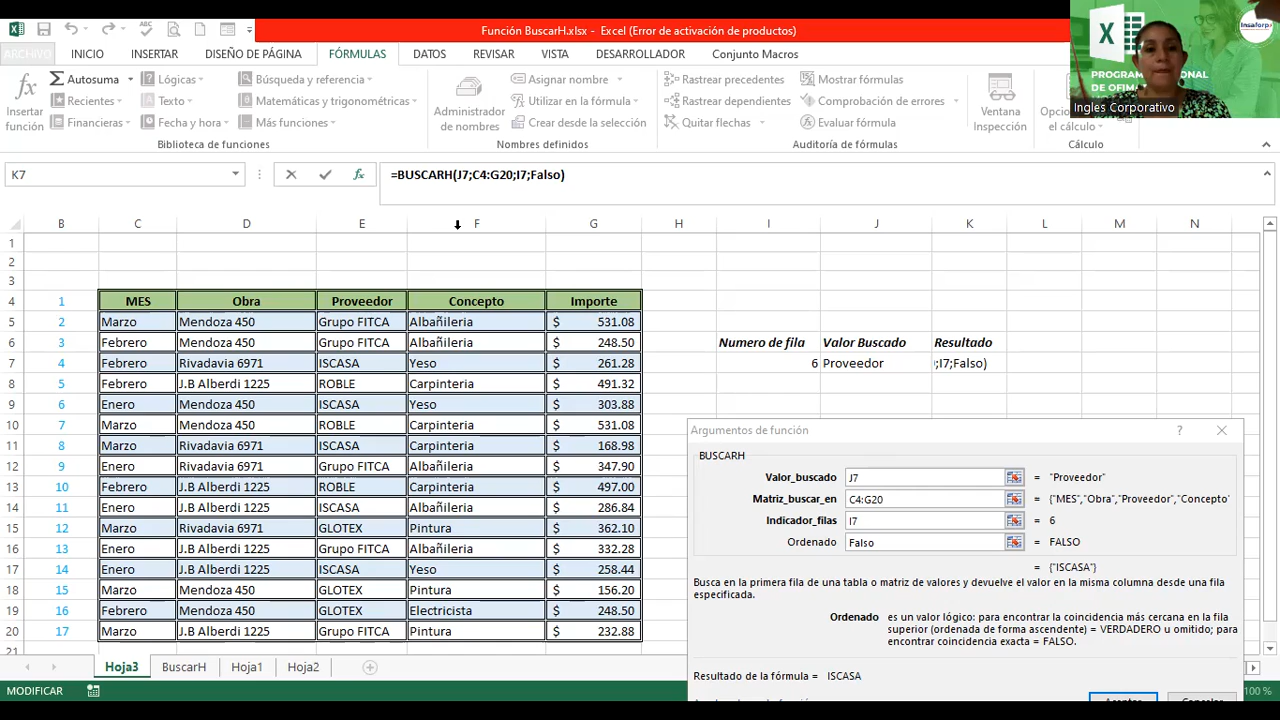 Función BuscarH.xlsx - Excel (Error de activación de productos)
ARCHIVO INICIO INSERTAR DISEÑO DE PÁGINA FÓRMULAS DATOS REVISAR VISTA DESARROLLADOR Conjunto Macros
Insertar función
Autosuma
Recientes
Financieras
Lógicas
Texto
Fecha y hora
Búsqueda y referencia
Matemáticas y trigonométricas
Más funciones
Biblioteca de funciones
Administrador de nombres
Asignar nombre
Utilizar en la fórmula
Crear desde la selección
Nombres definidos
Rastrear precedentes
Rastrear dependientes
Quitar flechas
Mostrar fórmulas
Comprobación de errores
Evaluar fórmula
Auditoría de fórmulas
Ventana Inspección
el cálculo
Cálculo
Insaforp
DE OFIMA
Ingles Corporativo
K7 fx =BUSCARH(J7;C4:G20;I7;Falso)
B C D E F G H I J K L M N
1
2
3
4 1 MES Obra Proveedor Concepto Importe
5 2 Marzo Mendoza 450 Grupo FITCA Albañileria $ 531.08
6 3 Febrero Mendoza 450 Grupo FITCA Albañileria $ 248.50 Numero de fila Valor Buscado Resultado
7 4 Febrero Rivadavia 6971 ISCASA Yeso $ 261.28 6 Proveedor ;I7;Falso)
8 5 Febrero J.B Alberdi 1225 ROBLE Carpinteria $ 491.32
9 6 Enero Mendoza 450 ISCASA Yeso $ 303.88
10 7 Marzo Mendoza 450 ROBLE Carpinteria $ 531.08
11 8 Marzo Rivadavia 6971 ISCASA Carpinteria $ 168.98
12 9 Enero Rivadavia 6971 ISCASA Albañileria $ 347.90
13 10 Febrero J.B Alberdi 1225 ROBLE Carpinteria $ 497.00
14 11 Enero J.B Alberdi 1225 ISCASA Albañileria $ 286.84
15 12 Marzo Rivadavia 6971 GLOTEX Pintura $ 362.10
16 13 Enero J.B Alberdi 1225 GLOTEX Albañileria $ 332.28
17 14 Enero J.B Alberdi 1225 ISCASA Yeso $ 258.44
18 15 Marzo Mendoza 450 GLOTEX Pintura $ 156.20
19 16 Febrero Mendoza 450 GLOTEX Electricista $ 248.50
20 17 Marzo J.B Alberdi 1225 Grupo FITCA Pintura $ 232.88
21
Argumentos de función ?
BUSCARH
Valor_buscado J7 = "Proveedor"
Matriz_buscar_en C4:G20 = {"MES","Obra","Proveedor","Concepto"
Indicador_filas I7 = 6
Ordenado Falso = FALSO
= {"ISCASA"}
Busca en la primera fila de una tabla o matriz de valores y devuelve el valor en la misma columna desde una fila
especificada.
Ordenado es un valor lógico: para encontrar la coincidencia más cercana en la fila
superior (ordenada de forma ascendente) = VERDADERO u omitido; para
encontrar coincidencia exacta = FALSO.
Resultado de la fórmula = ISCASA
Hoja3 BuscarH Hoja1 Hoja2
MODIFICAR 100 %